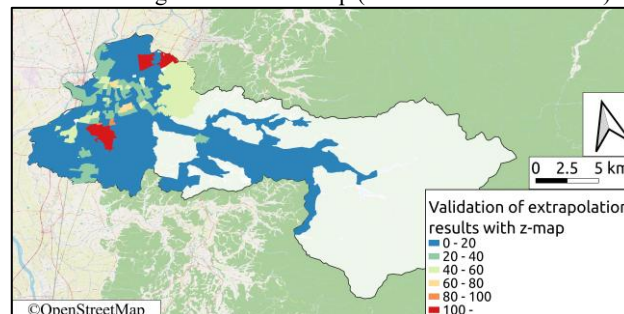 0 2.5 5 km
Validation of extrapolation
results with z-map
0 - 20
20 - 40
40 - 60
60 - 80
80 - 100
100 -
©OpenStreetMap